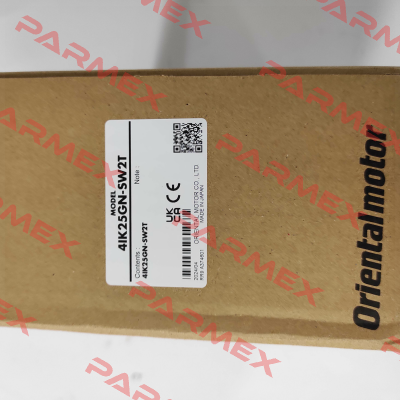 MODEL
4IK25GN-SW2T
Note
Contents :
4IK25GN-SW2T
UK
CA CE
ORIENTAL MOTOR CO., LTD.
MADE IN JAPAN
Oriental motor
PARMEX
PARMEX
PARMEX
PARMEX
PARMEX
PARMEX